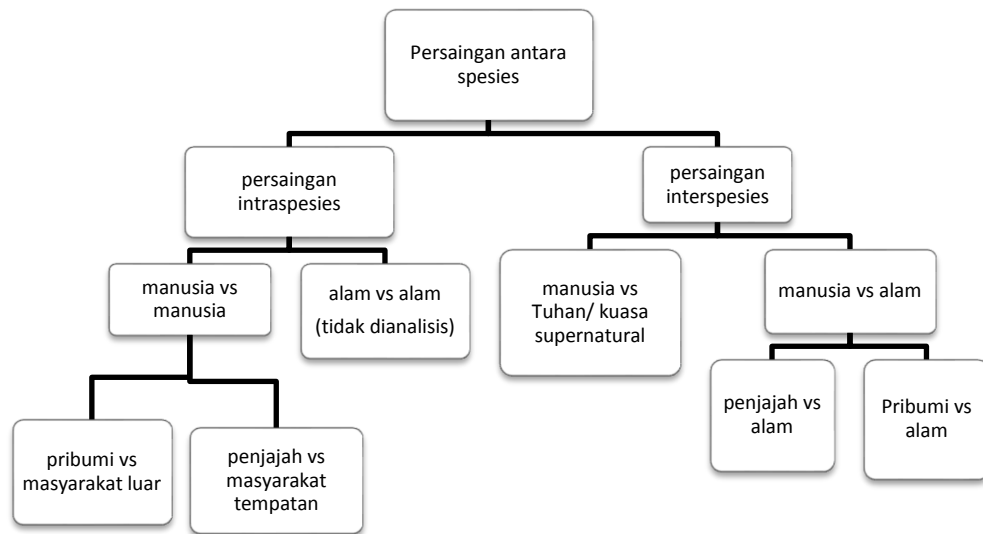 Persaingan antara
spesies
persaingan
intraspesies
persaingan
interspesies
manusia vs
manusia
alam vs alam
(tidak dianalisis)
manusia vs
Tuhan/ kuasa
supernatural
manusia vs alam
pribumi vs
masyarakat luar
penjajah vs
masyarakat
tempatan
penjajah vs
alam
Pribumi vs
alam